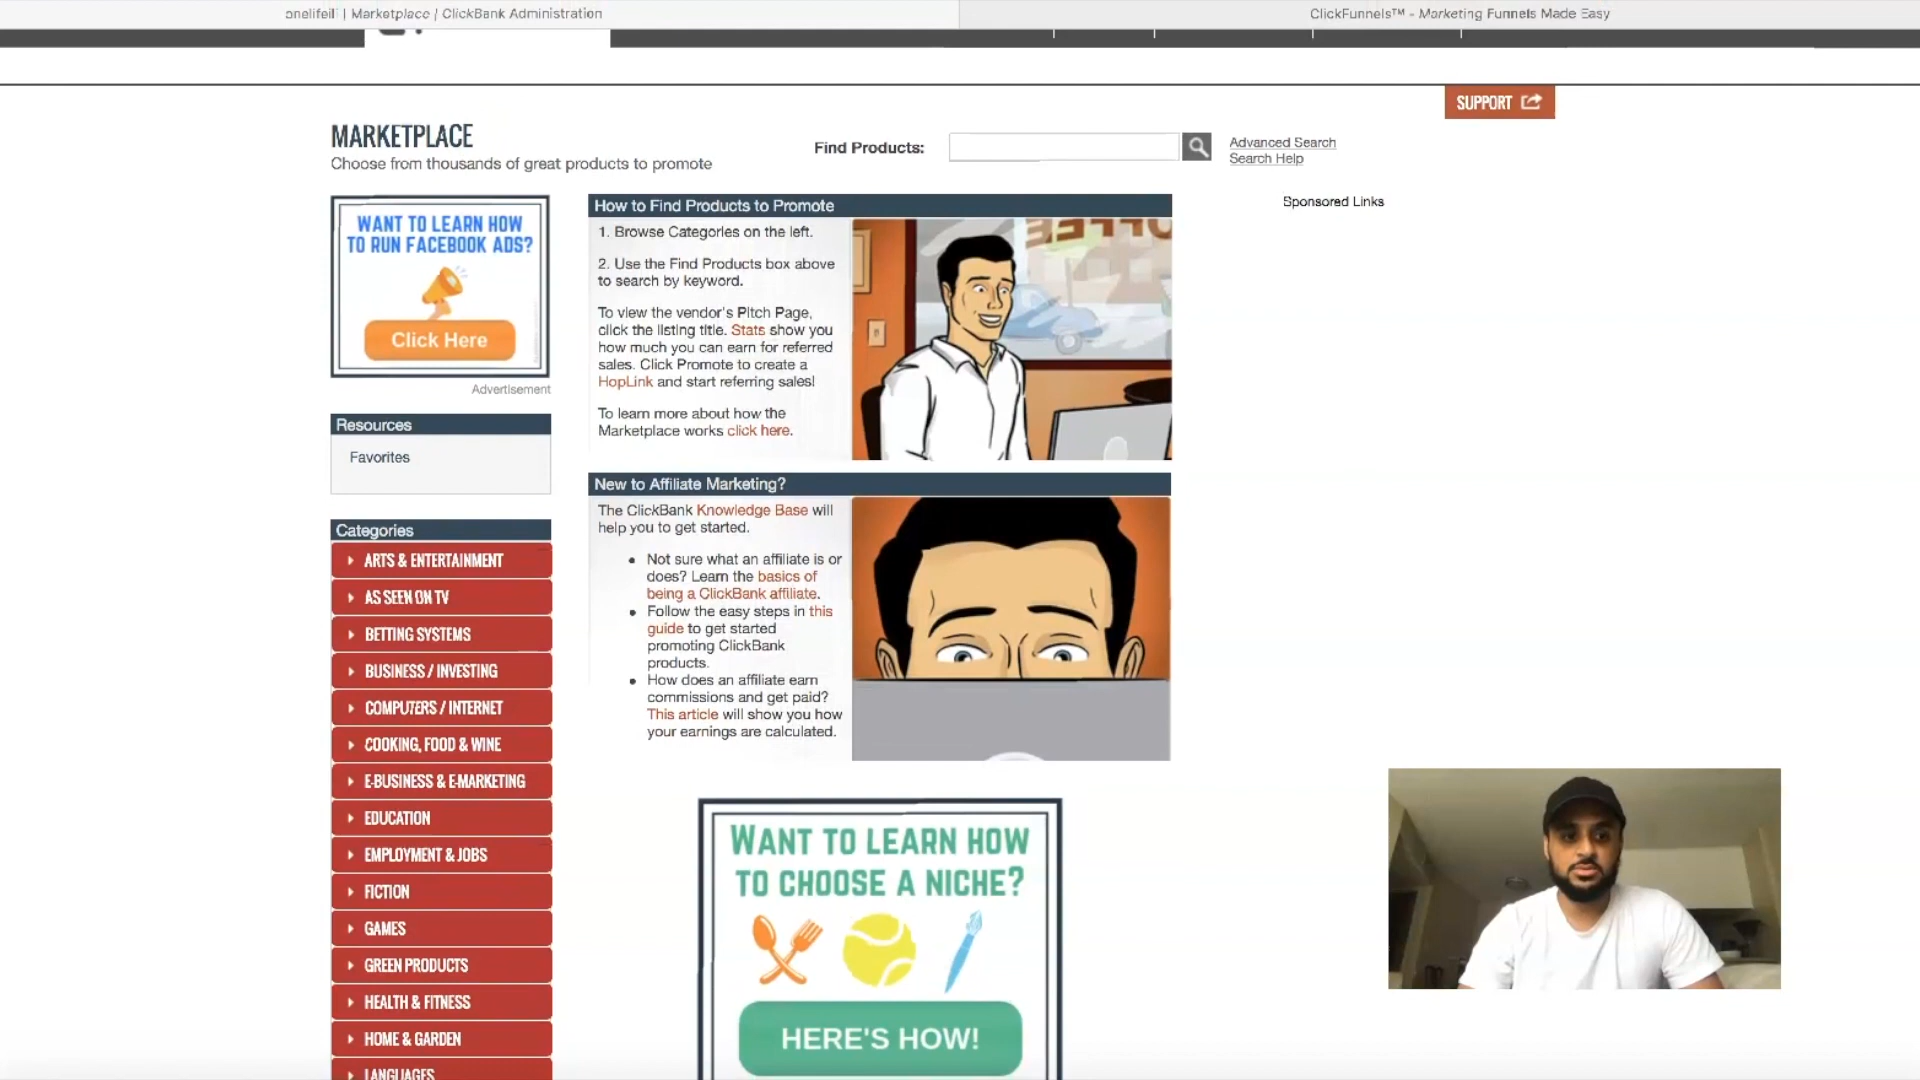 onelifeil | Marketplace | ClickBank Administration
ClickFunnels™ - Marketing Funnels Made Easy
SUPPORT
MARKETPLACE
Choose from thousands of great products to promote
Find Products:
Advanced Search
Search Help
WANT TO LEARN HOW
TO RUN FACEBOOK ADS?
Click Here
Advertisement
Resources
Favorites
Categories
ARTS & ENTERTAINMENT
AS SEEN ON TV
BETTING SYSTEMS
BUSINESS / INVESTING
COMPUTERS / INTERNET
COOKING, FOOD & WINE
E-BUSINESS & E-MARKETING
EDUCATION
EMPLOYMENT & JOBS
FICTION
GAMES
GREEN PRODUCTS
HEALTH & FITNESS
HOME & GARDEN
LANGUAGES
How to Find Products to Promote
1. Browse Categories on the left.
2. Use the Find Products box above
to search by keyword.
To view the vendor's Pitch Page,
click the listing title. Stats show you
how much you can earn for referred
sales. Click Promote to create a
HopLink and start referring sales!
To learn more about how the
Marketplace works click here.
New to Affiliate Marketing?
The ClickBank Knowledge Base will
help you to get started.
• Not sure what an affiliate is or
does? Learn the basics of
being a ClickBank affiliate.
• Follow the easy steps in this
guide to get started
promoting ClickBank
products.
• How does an affiliate earn
commissions and get paid?
This article will show you how
your earnings are calculated.
WANT TO LEARN HOW
TO CHOOSE A NICHE?
HERE'S HOW!
Sponsored Links